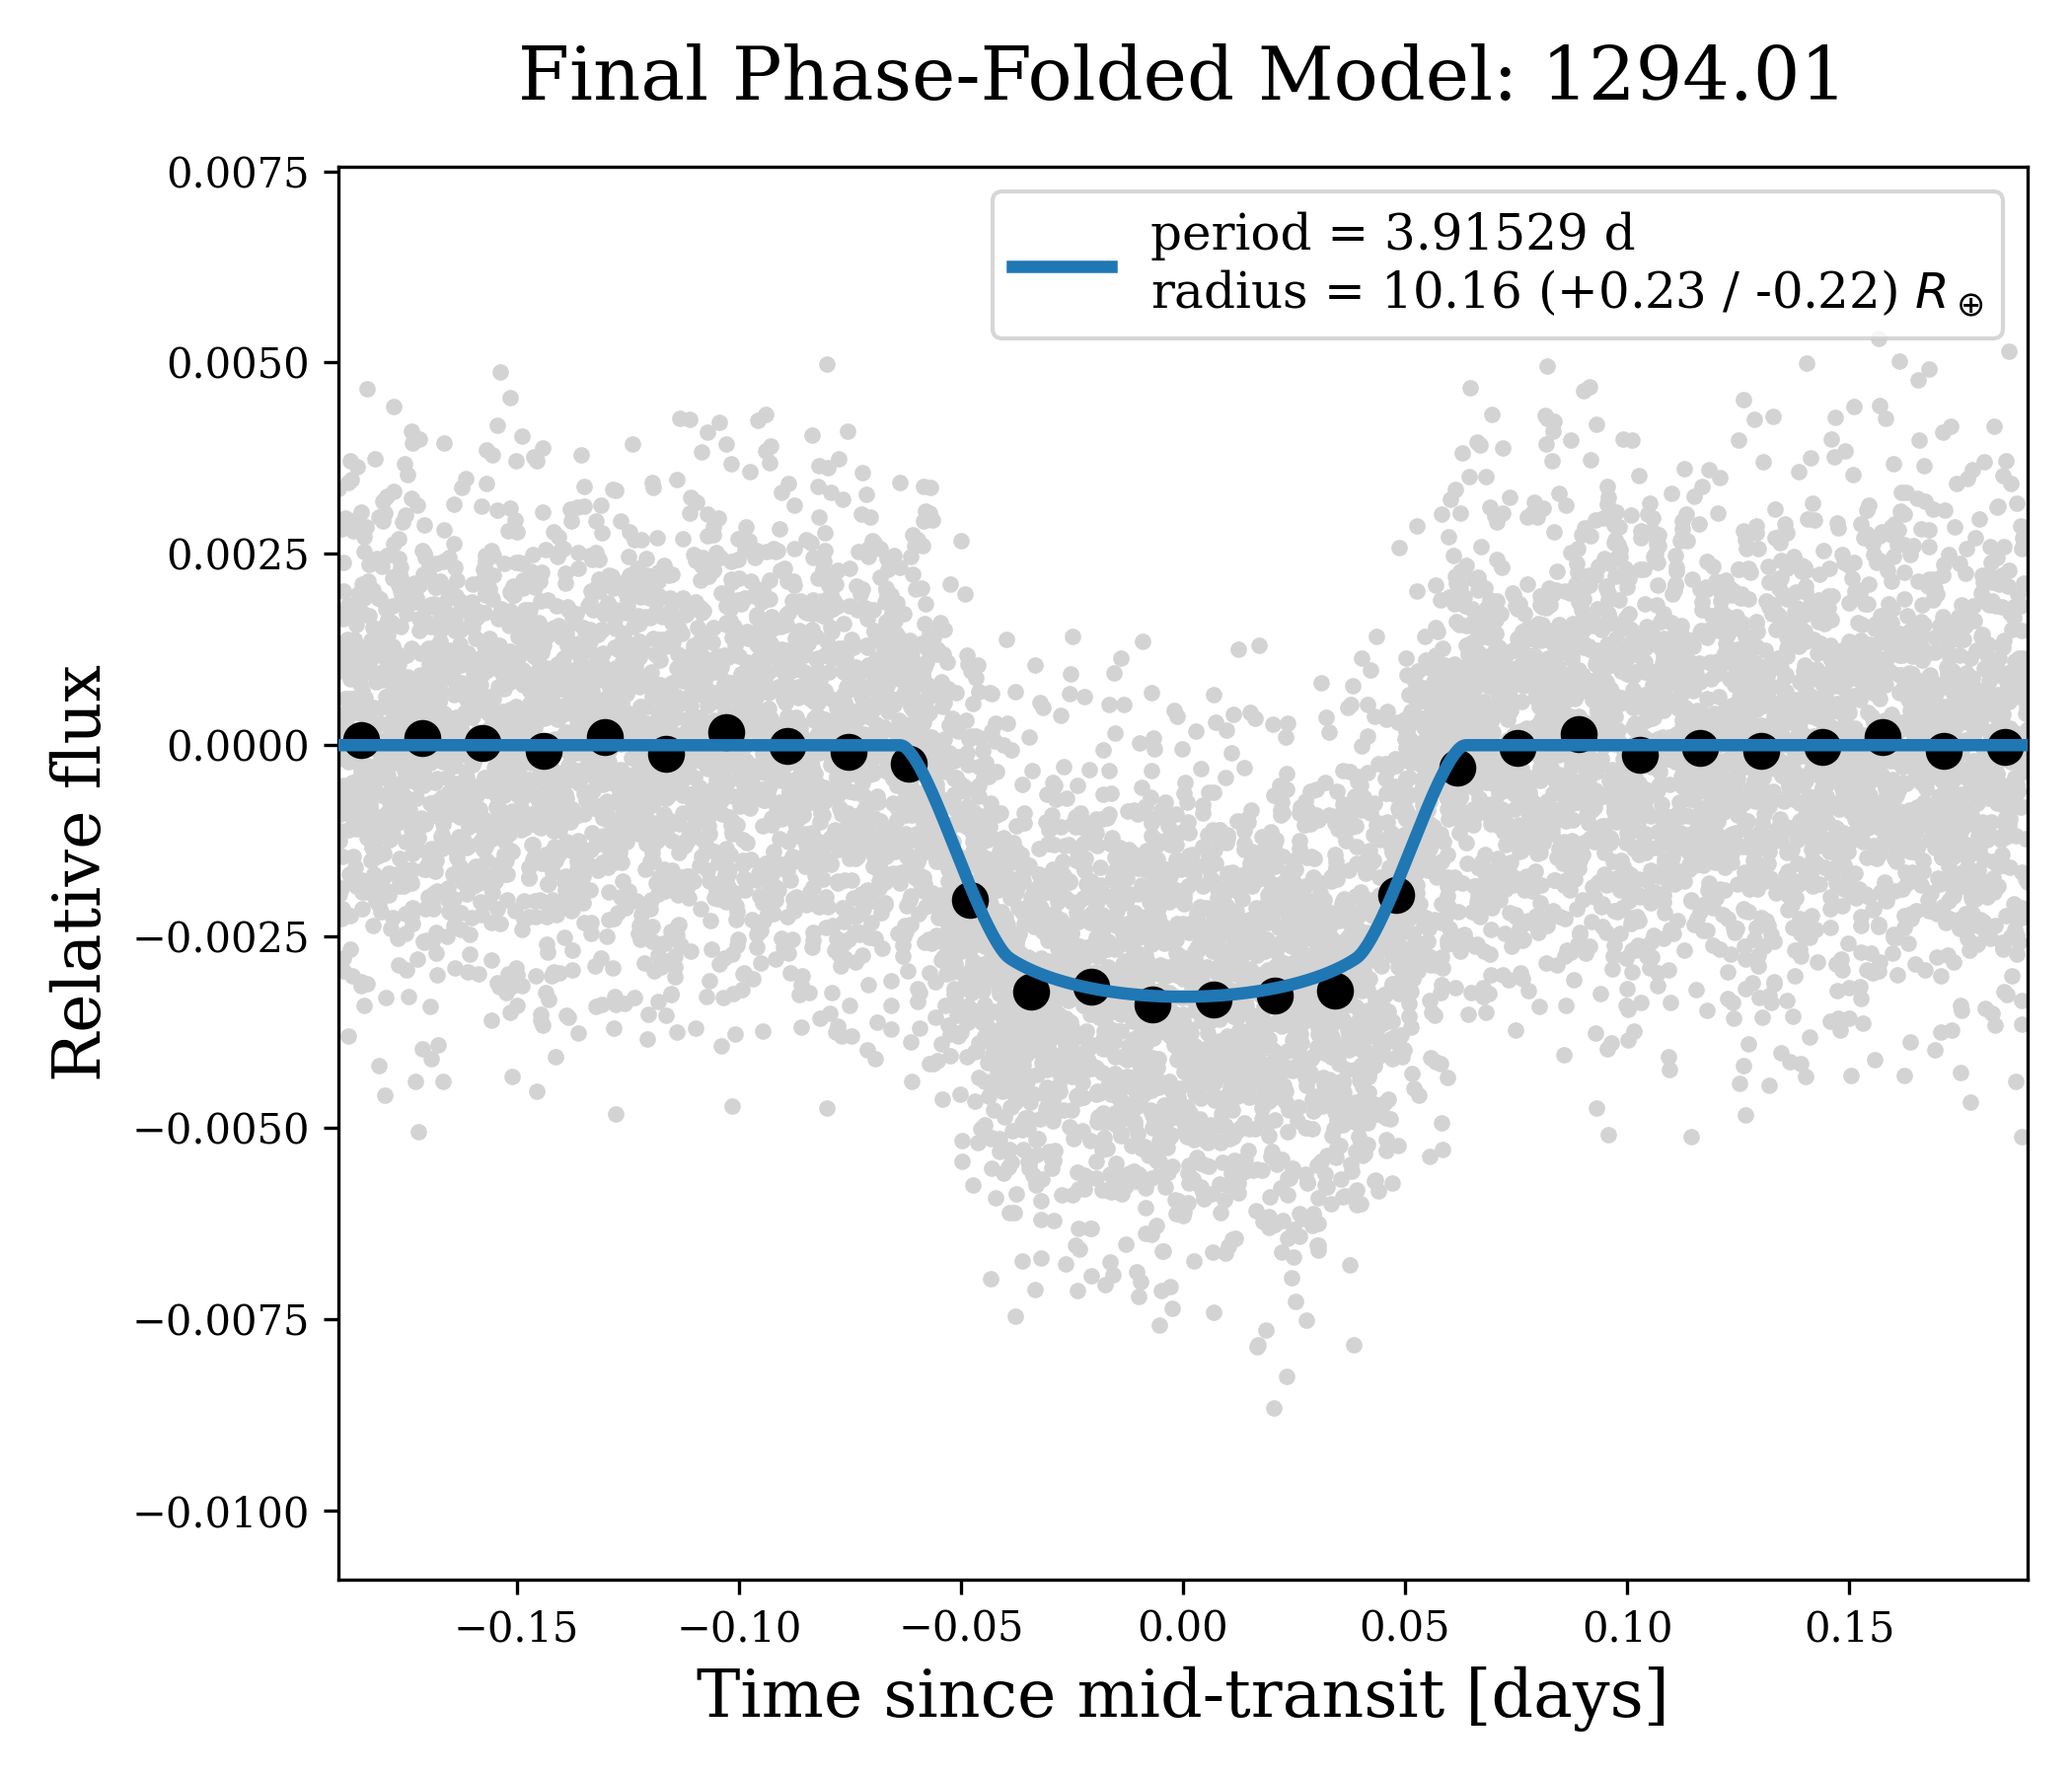 Final Phase-Folded Model: 1294.01
period = 3.91529 d
radius = 10.16 (+0.23 / -0.22) R⊕
0.0075
0.0050
0.0025
0.0000
−0.0025
−0.0050
−0.0075
−0.0100
Relative flux
−0.15 −0.10 −0.05 0.00 0.05 0.10 0.15
Time since mid-transit [days]